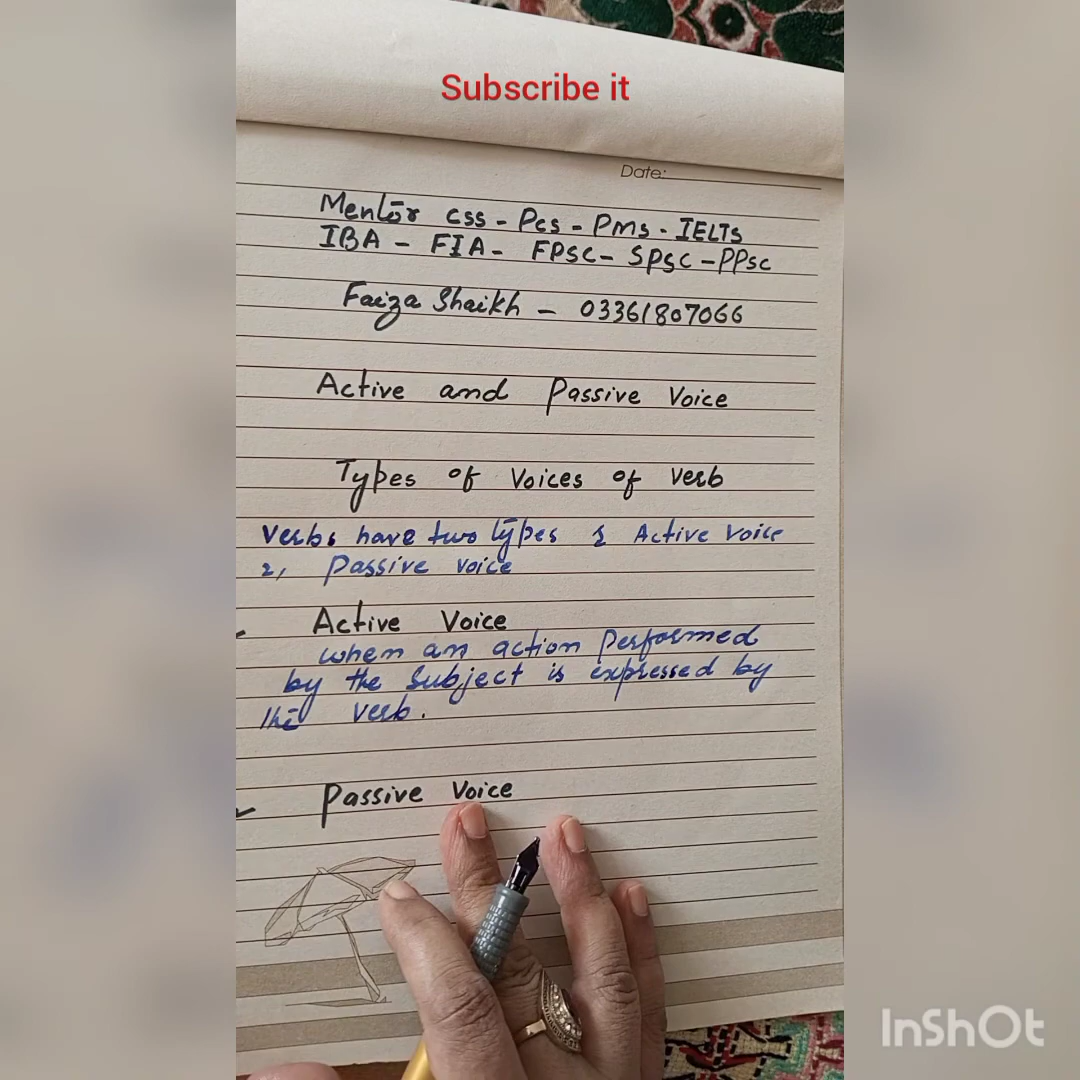 Subscribe it
Date:
Mentor CSS - PCS - PMS - IELTS
IBA - FIA - FPSC - SPSC - PPSC
Faiza Shaikh - 03361807066
Active and Passive Voice
Types of Voices of Verb
Verbs have two types 1 Active Voice
2, Passive Voice
Active Voice
when an action performed
by the Subject is expressed by
the verb.
Passive Voice
InShOt